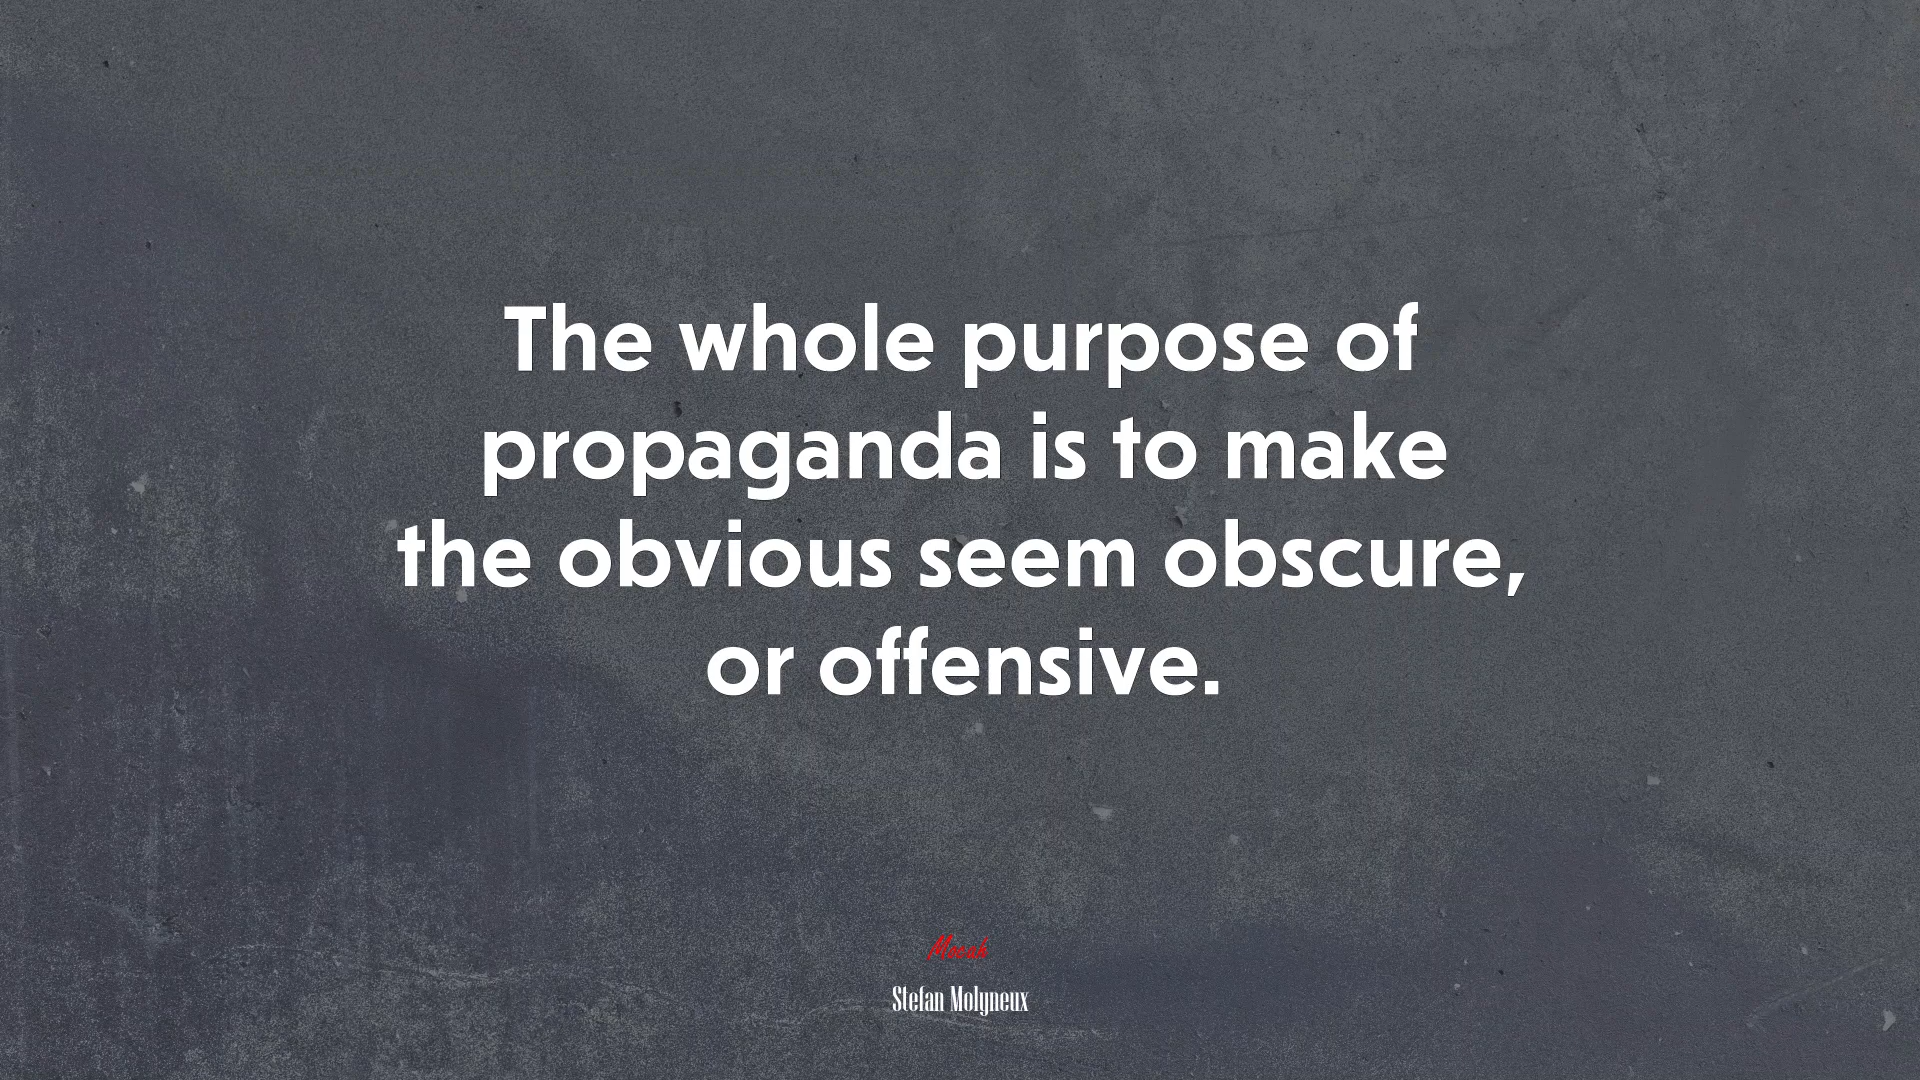 The whole purpose of
propaganda is to make
the obvious seem obscure,
or offensive.
Mocah
Stefan Molyneux